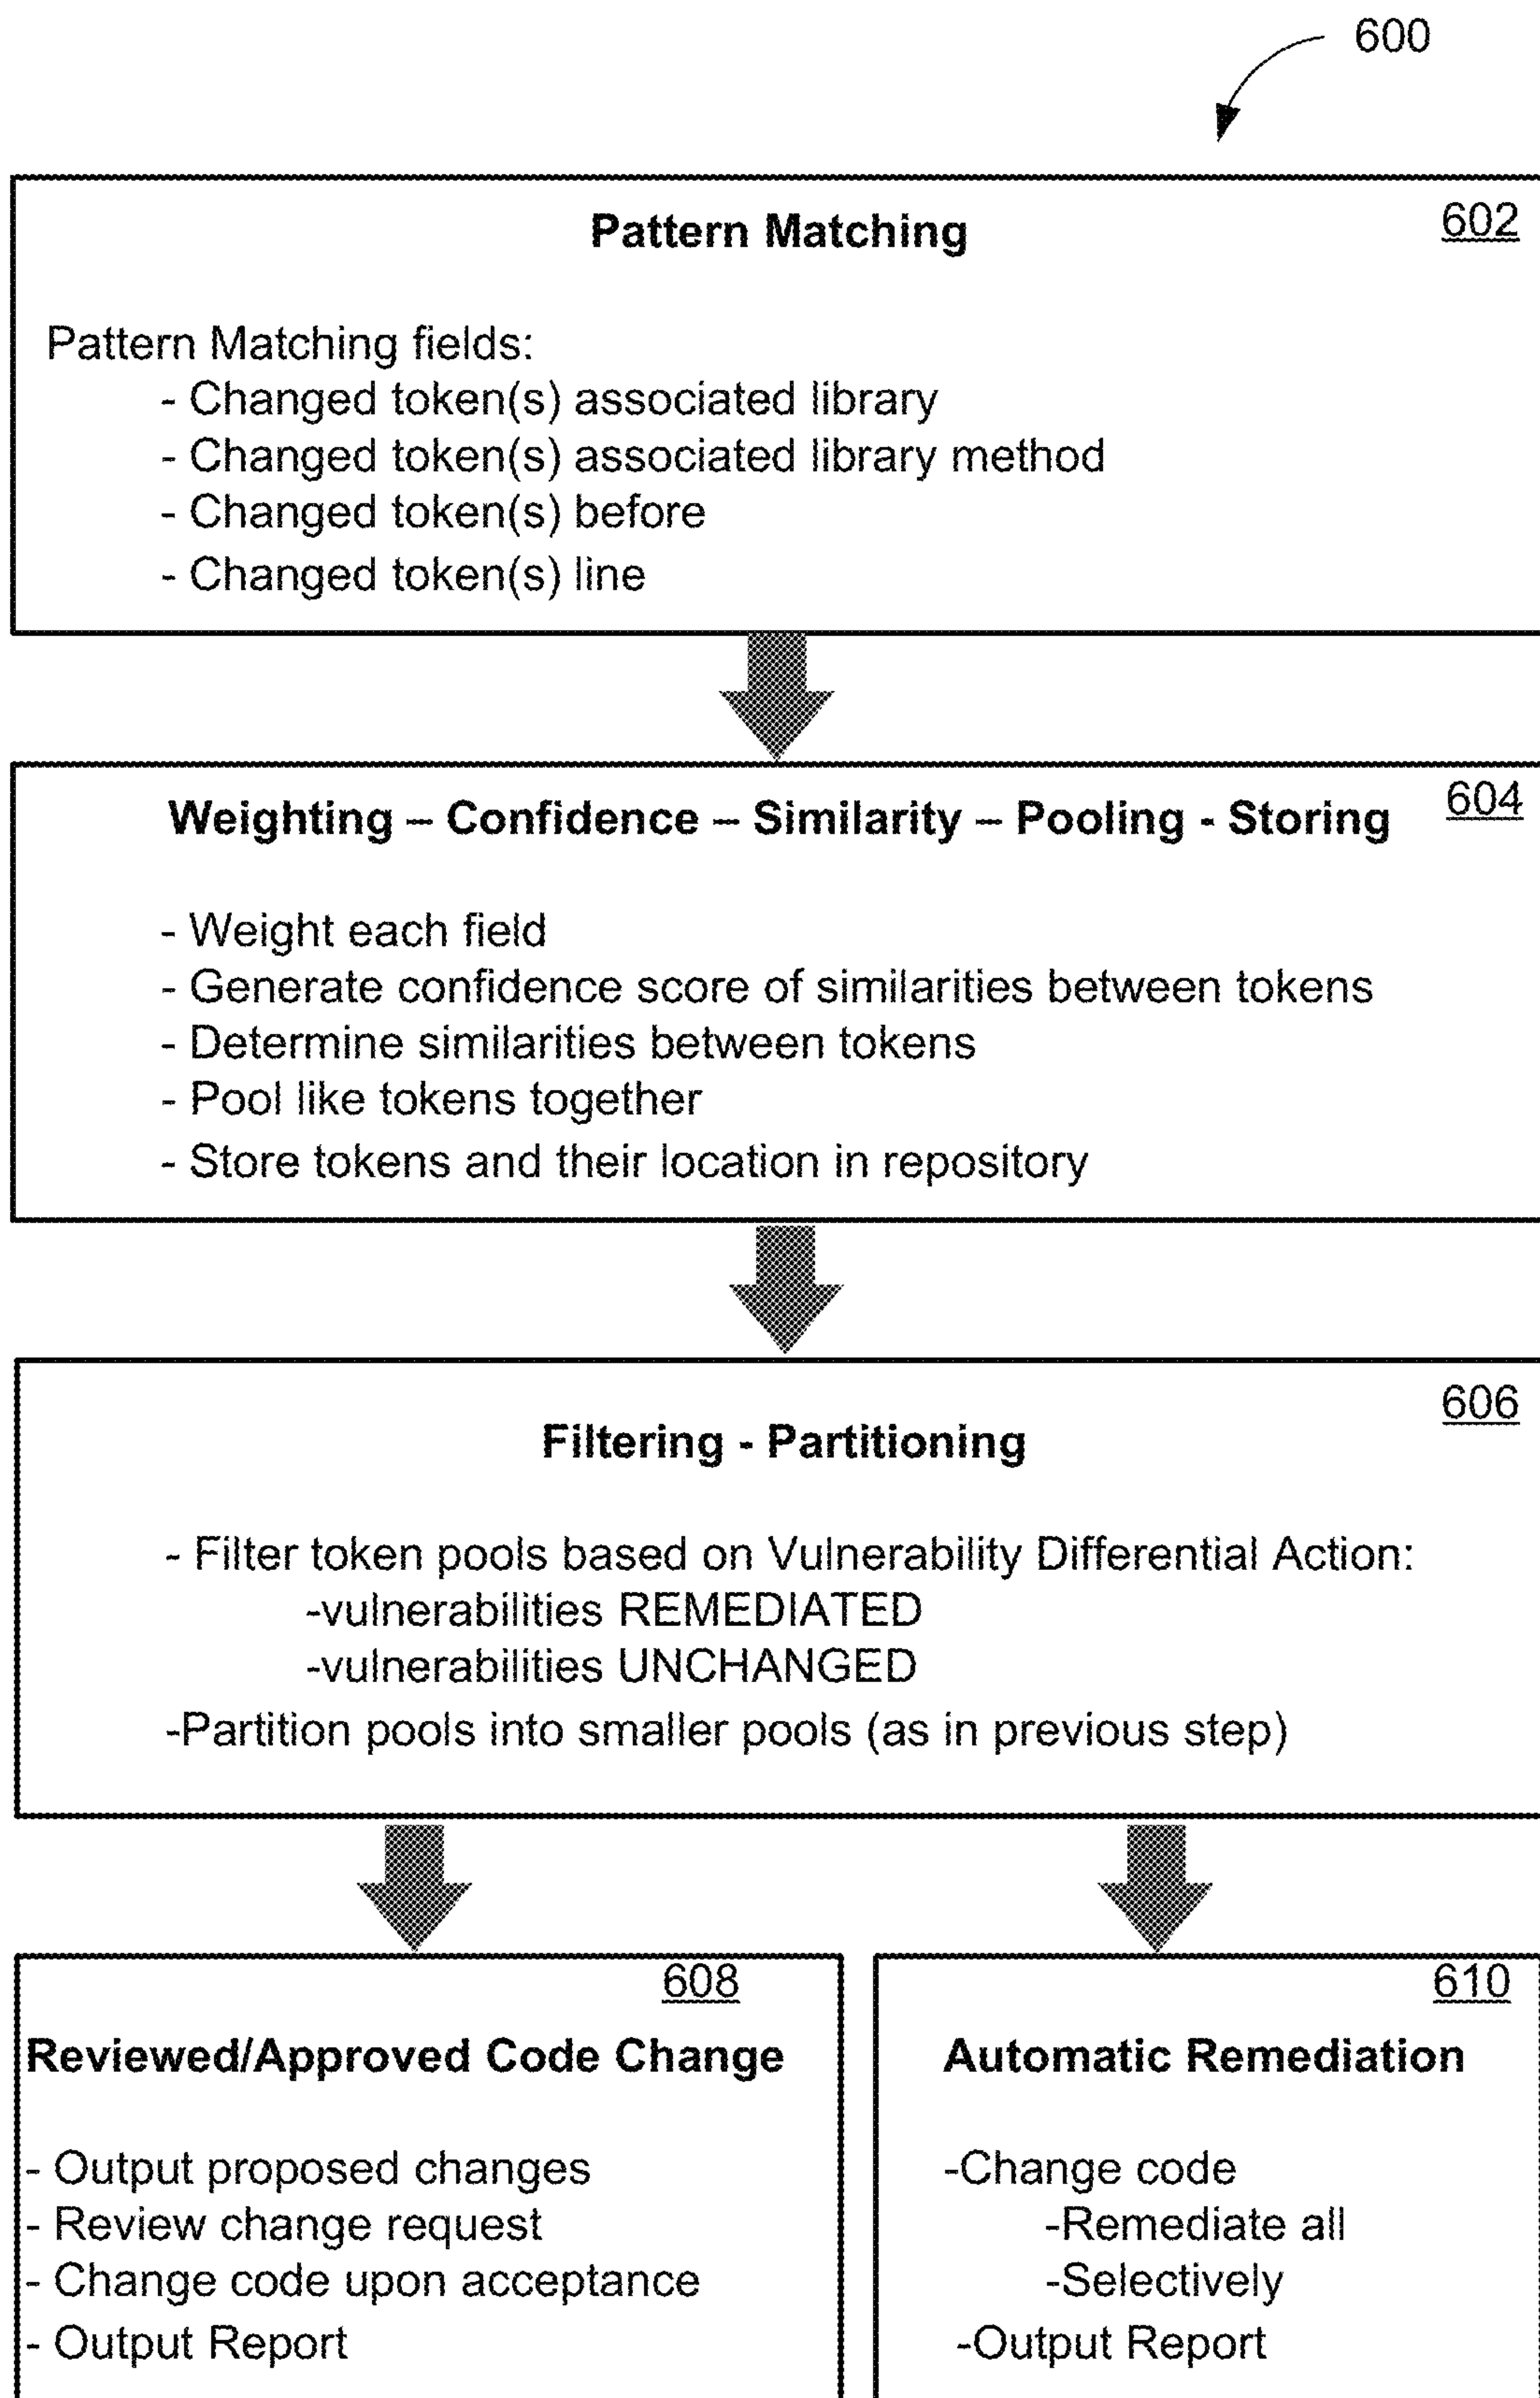 600
602
Pattern Matching
Pattern Matching fields:
- Changed token(s) associated library
- Changed token(s) associated library method
- Changed token(s) before
- Changed token(s) line
604
Weighting – Confidence – Similarity – Pooling - Storing
- Weight each field
- Generate confidence score of similarities between tokens
- Determine similarities between tokens
- Pool like tokens together
- Store tokens and their location in repository
606
Filtering - Partitioning
- Filter token pools based on Vulnerability Differential Action:
-vulnerabilities REMEDIATED
-vulnerabilities UNCHANGED
-Partition pools into smaller pools (as in previous step)
608
Reviewed/Approved Code Change
- Output proposed changes
- Review change request
- Change code upon acceptance
- Output Report
610
Automatic Remediation
-Change code
-Remediate all
-Selectively
-Output Report